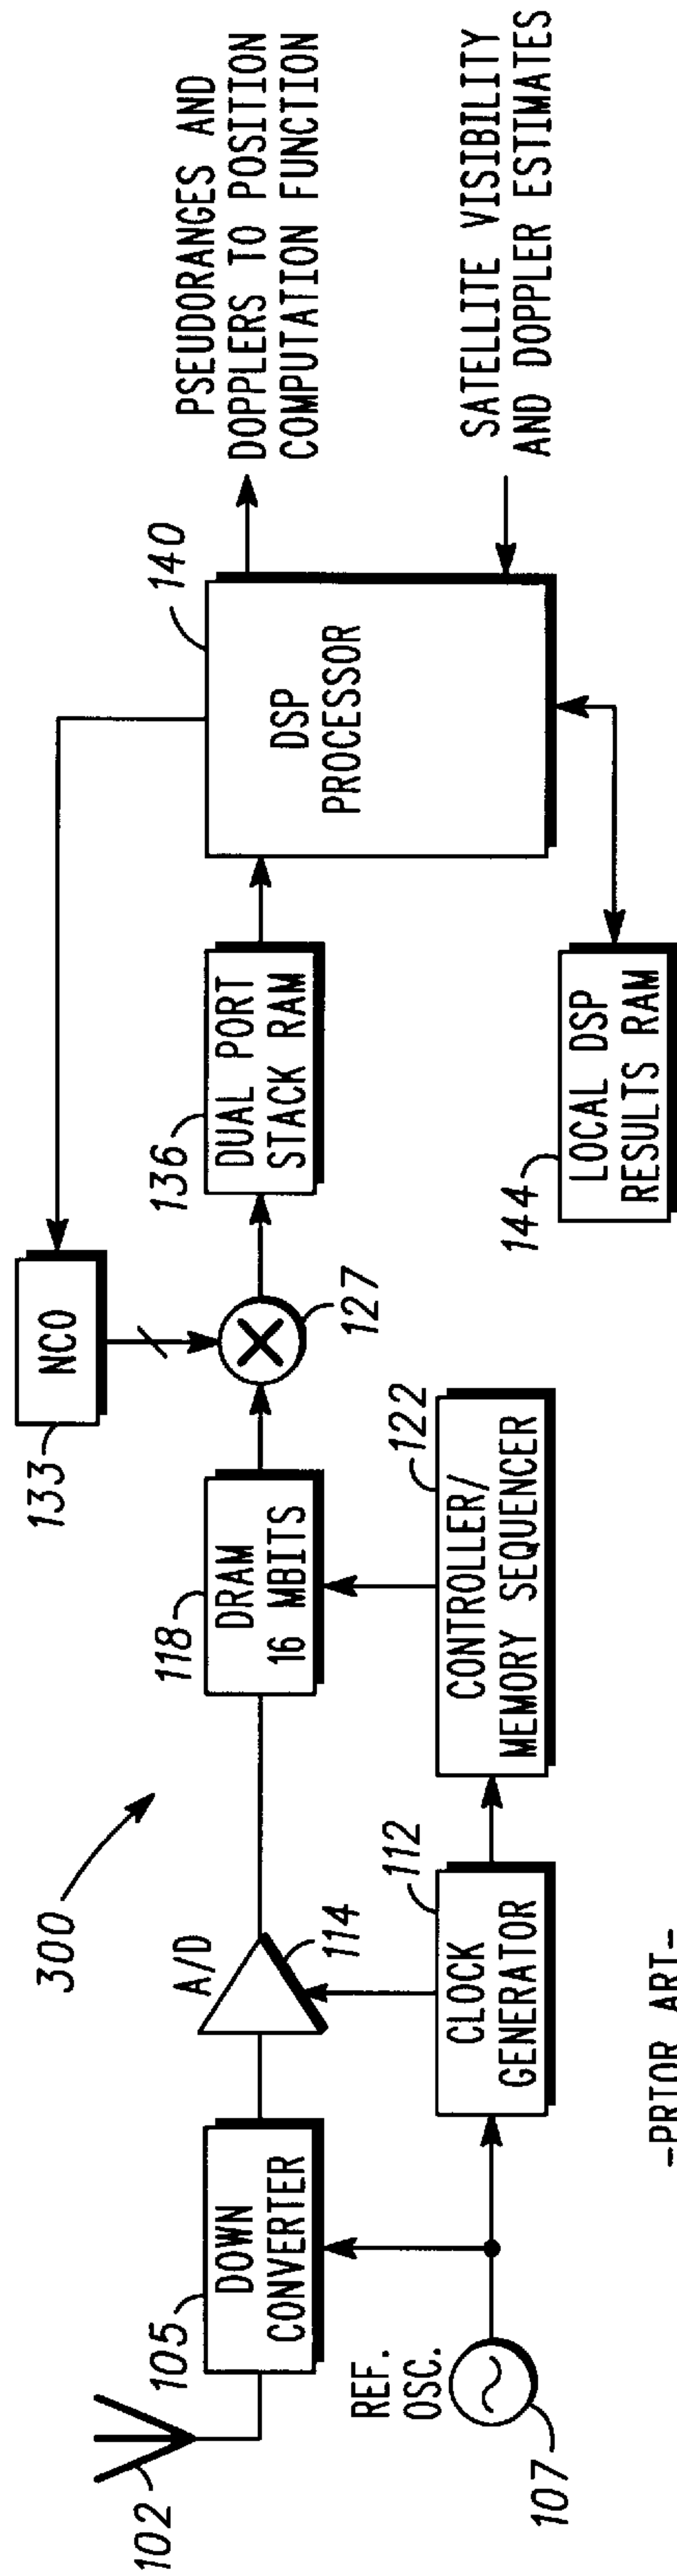 300
102
105
DOWN
CONVERTER
A/D
114
118
DRAM
16 MBITS
133
NCO
127
136
DUAL PORT
STACK RAM
140
DSP
PROCESSOR
PSEUDORANGES AND
DOPPLERS TO POSITION
COMPUTATION FUNCTION
SATELLITE VISIBILITY
AND DOPPLER ESTIMATES
REF.
OSC.
107
112
CLOCK
GENERATOR
122
CONTROLLER/
MEMORY SEQUENCER
144
LOCAL DSP
RESULTS RAM
-PRIOR ART-